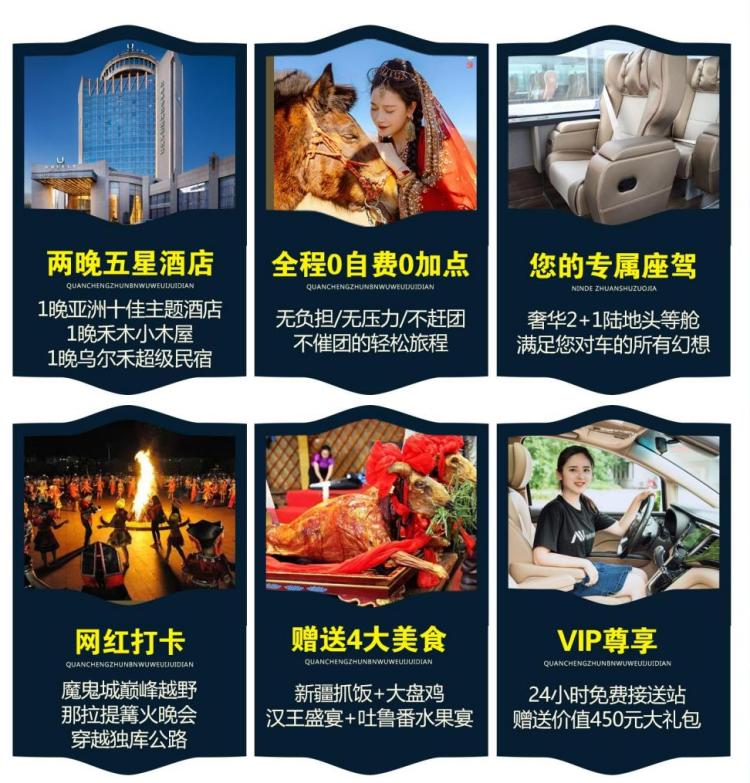 两晚五星酒店
QUANCHENGZHUNBNWUWEIJUIDIAN
1晚亚洲十佳主题酒店
1晚禾木小木屋
1晚乌尔禾超级民宿
全程0自费0加点
QUANCHENGZHUNBNWUWEIJIJIDIAN
无负担/无压力/不赶团
不催团的轻松旅程
您的专属座驾
NINDE ZHUANSHUZUOJIA
奢华2+1陆地头等舱
满足您对车的所有幻想
网红打卡
QUANCHENGZHUNBNWUWEIJUIDIAN
魔鬼城巅峰越野
那拉提篝火晚会
穿越独库公路
赠送4大美食
QUANCHENGZHUNBNWUWEIJUIDIAN
新疆抓饭+大盘鸡
汉王盛宴+吐鲁番水果宴
VIP尊享
QUANCHENGZHUNBNWUWEIJUIDIAN
24小时免费接送站
赠送价值450元大礼包